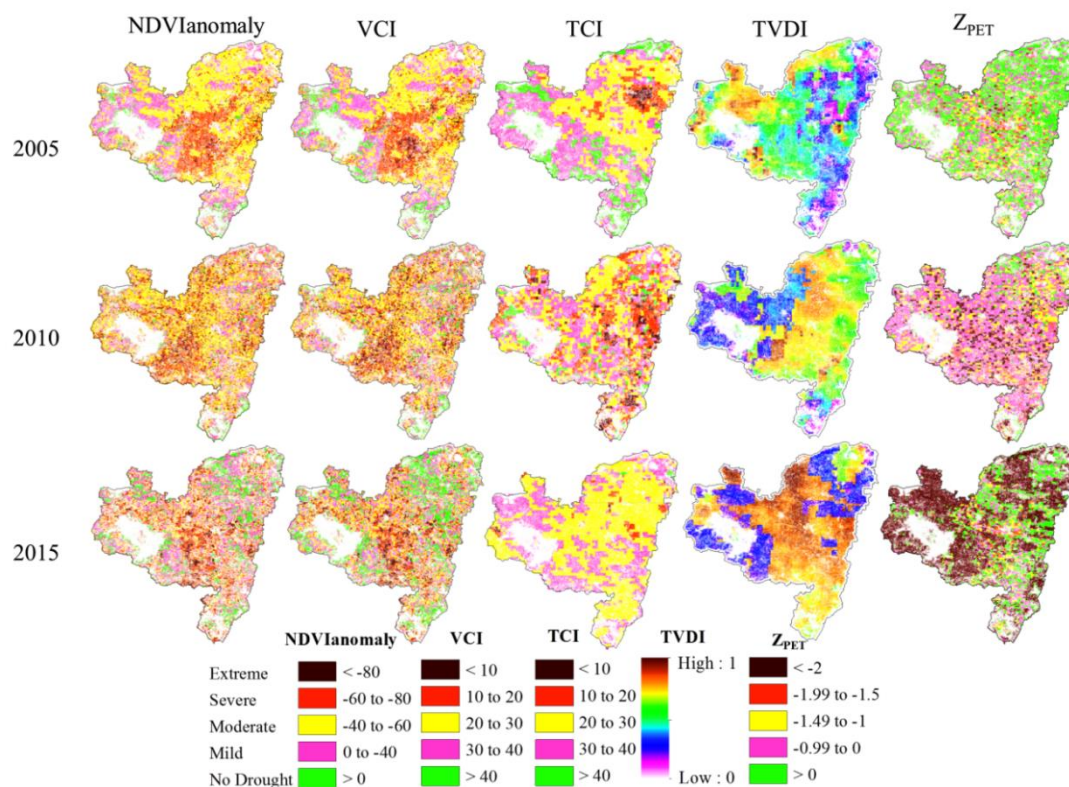 NDVIanomaly VCI TCI TVDI Z_PET
2005
2010
2015
NDVIanomaly VCI TCI TVDI Z_PET
Extreme < -80 < 10 < 10 High : 1 < -2
Severe -60 to -80 10 to 20 10 to 20 -1.99 to -1.5
Moderate -40 to -60 20 to 30 20 to 30 -1.49 to -1
Mild 0 to -40 30 to 40 30 to 40 -0.99 to 0
No Drought > 0 > 40 > 40 Low : 0 > 0